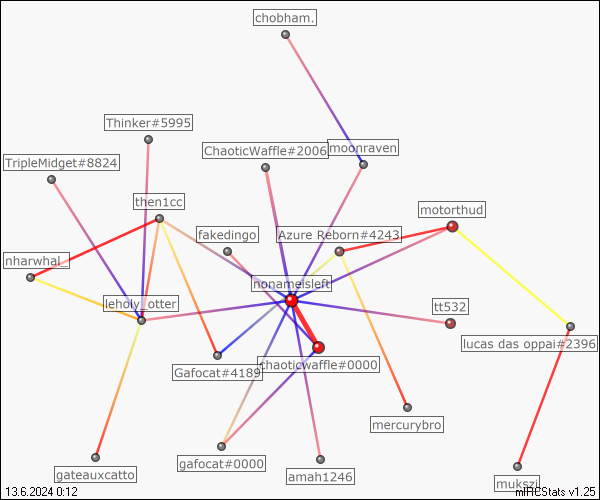 chobham.
Thinker#5995
ChaoticWaffle#2006
moonraven
TripleMidget#8824
then1cc
motorthud
fakedingo
Azure Reborn#4243
nharwhal_
nonameisleft
leholy_otter
tt532
lucas das oppai#2396
chaoticwaffle#0000
Gafocat#4189
mercurybro
gafocat#0000
gateauxcatto
amah1246
mukszi
13.6.2024 0:12
mIRCStats v1.25